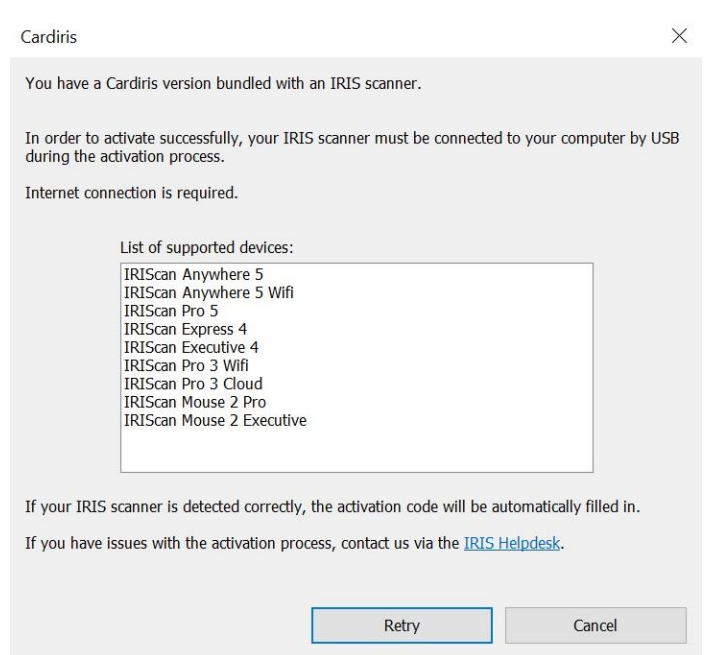 Cardiris
You have a Cardiris version bundled with an IRIS scanner.
In order to activate successfully, your IRIS scanner must be connected to your computer by USB
during the activation process.
Internet connection is required.
List of supported devices:
IRIScan Anywhere 5
IRIScan Anywhere 5 Wifi
IRIScan Pro 5
IRIScan Express 4
IRIScan Executive 4
IRIScan Pro 3 Wifi
IRIScan Pro 3 Cloud
IRIScan Mouse 2 Pro
IRIScan Mouse 2 Executive
If your IRIS scanner is detected correctly, the activation code will be automatically filled in.
If you have issues with the activation process, contact us via the IRIS Helpdesk.
Retry Cancel